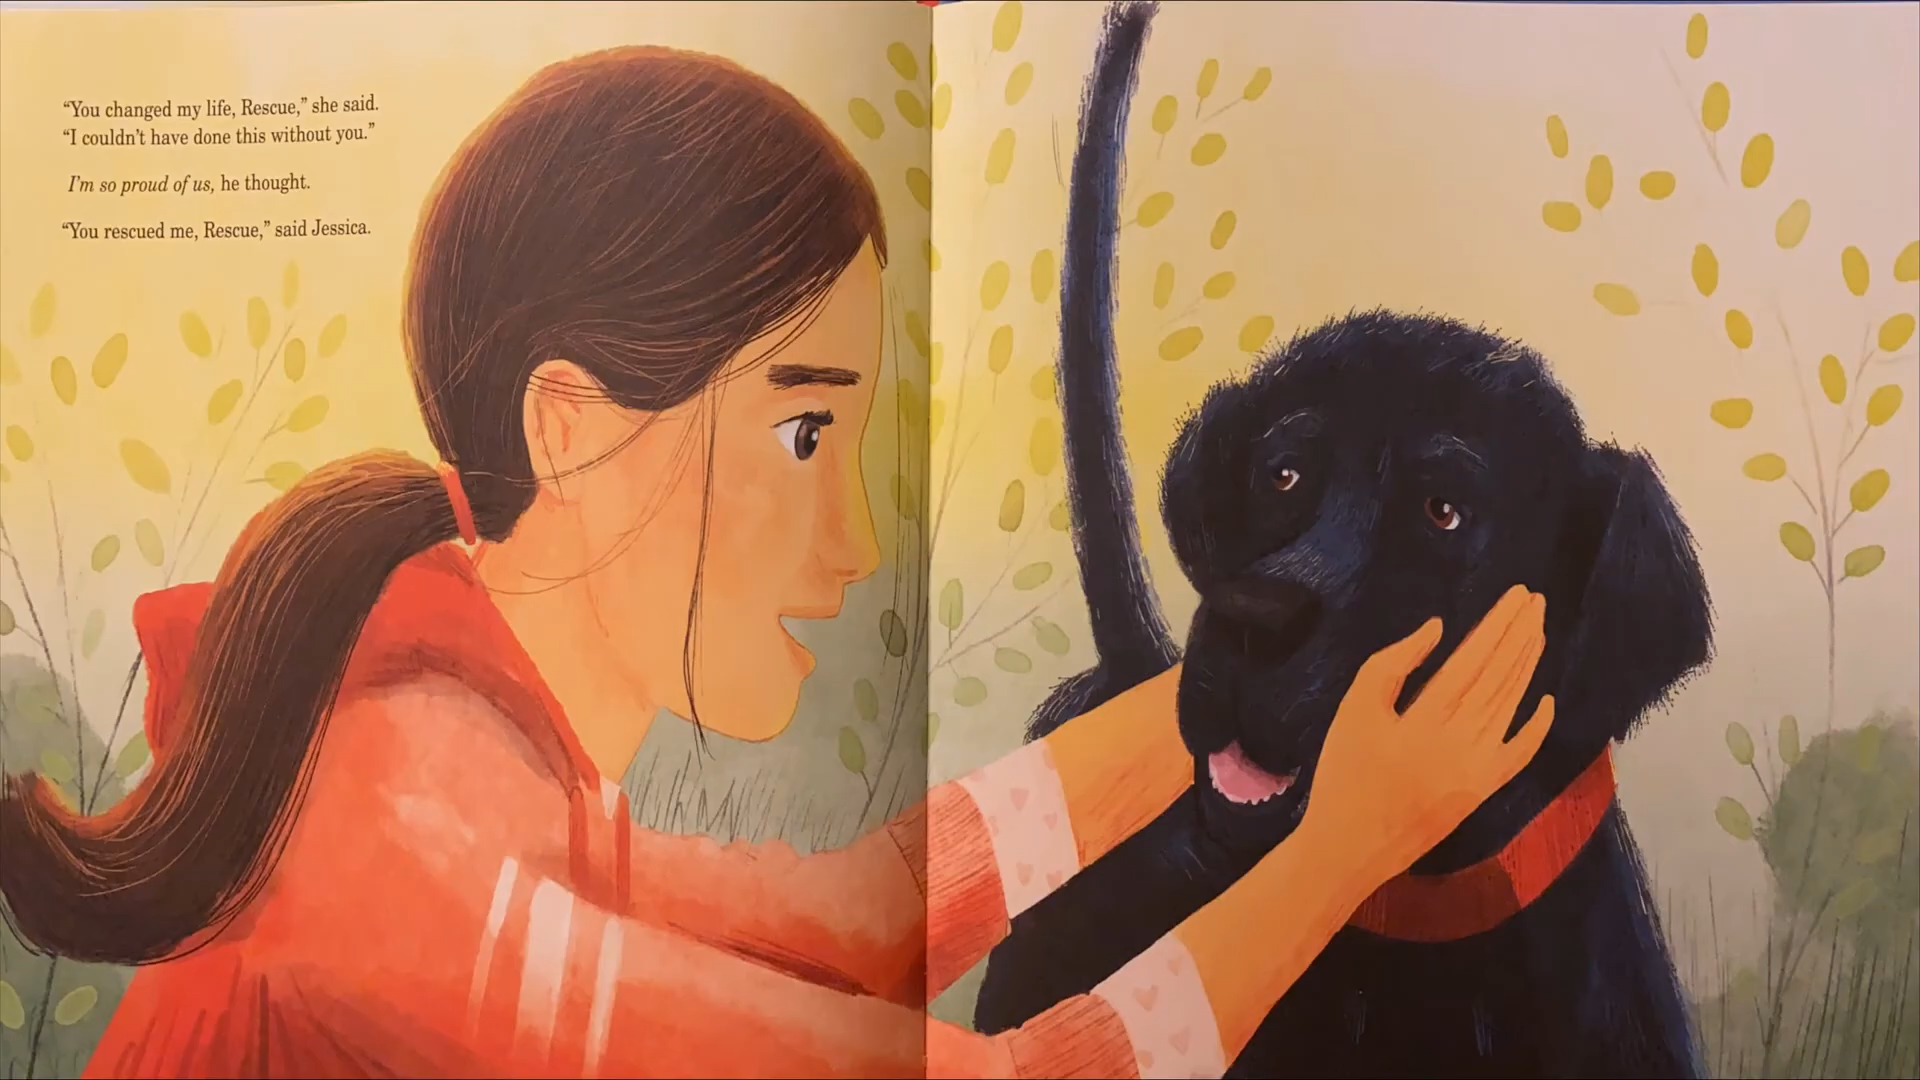 “You changed my life, Rescue,” she said.
“I couldn’t have done this without you.”
I’m so proud of us, he thought.
“You rescued me, Rescue,” said Jessica.